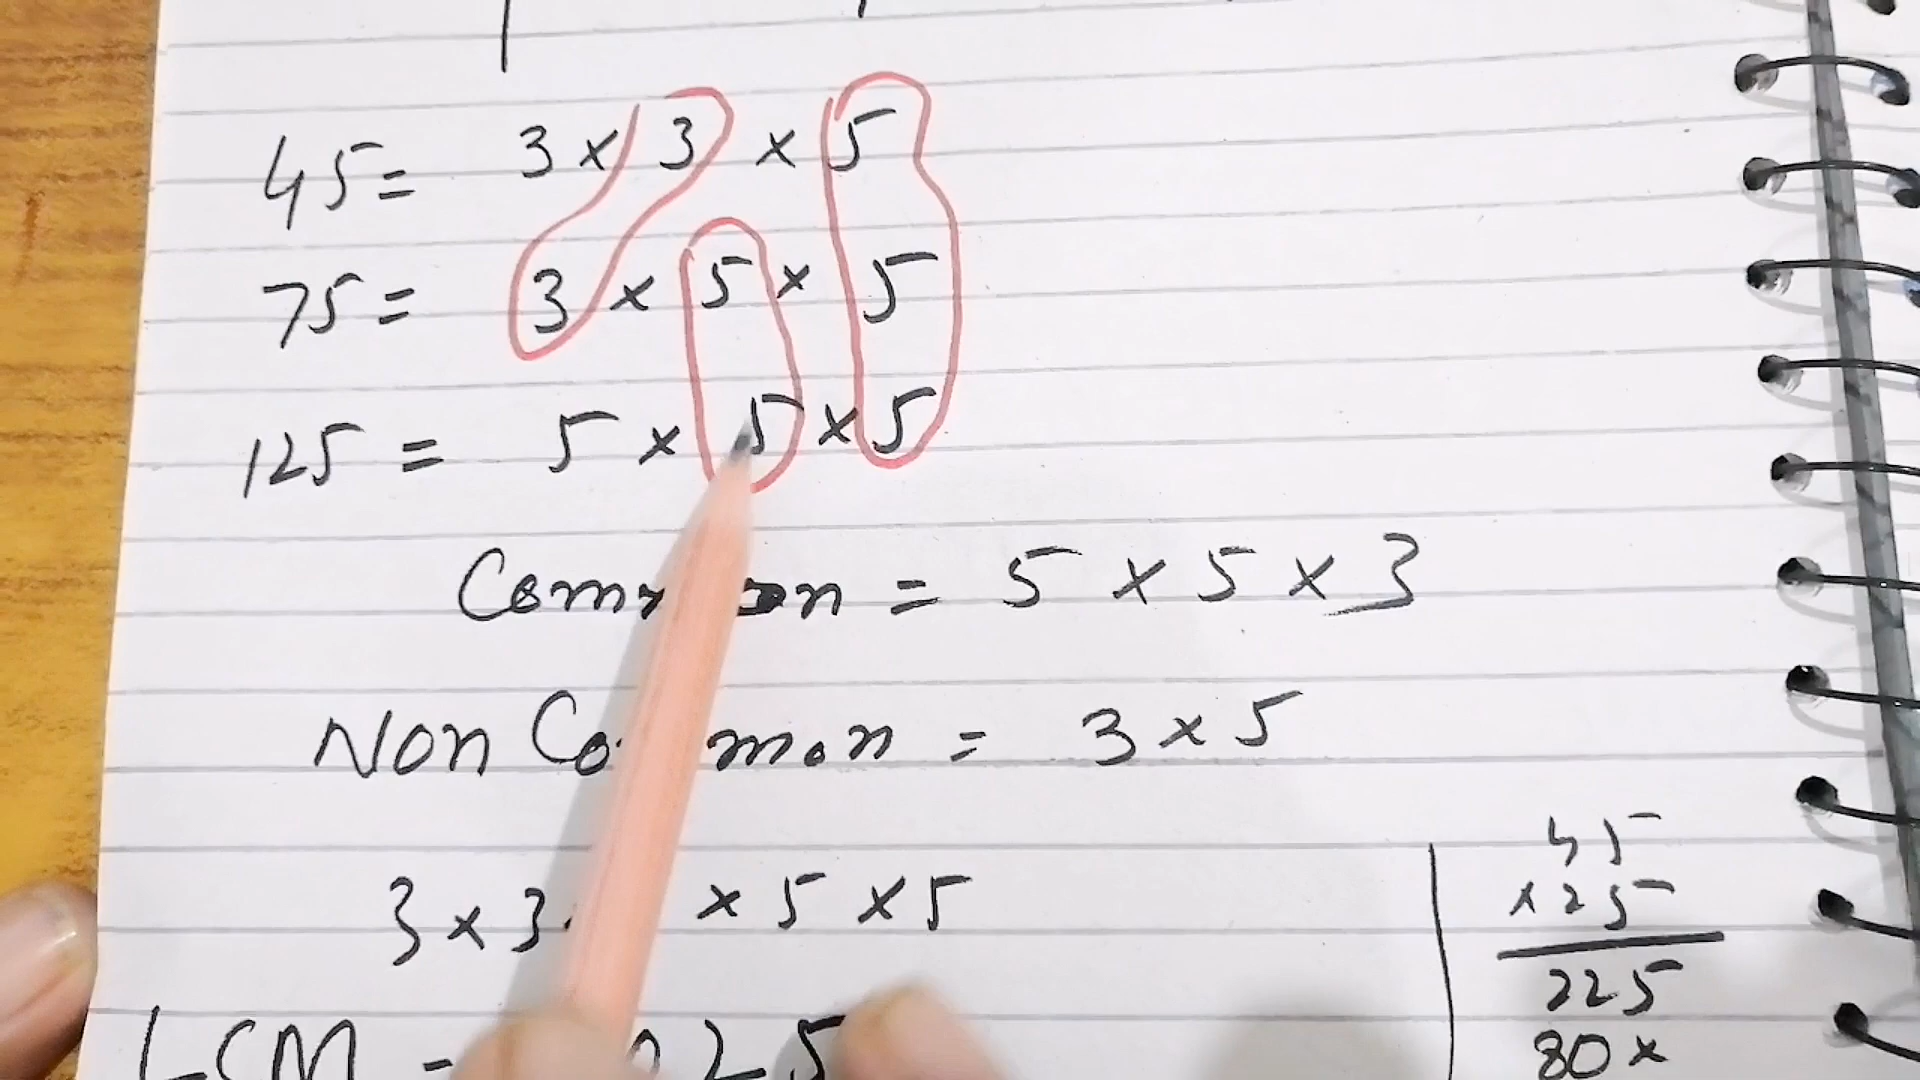 45 = 3 × 3 × 5
75 = 3 × 5 × 5
125 = 5 × 5 × 5
Common = 5 × 5 × 3
Non Common = 3 × 5
3 × 3 × 5 × 5
LCM =
45
×25
225
80×